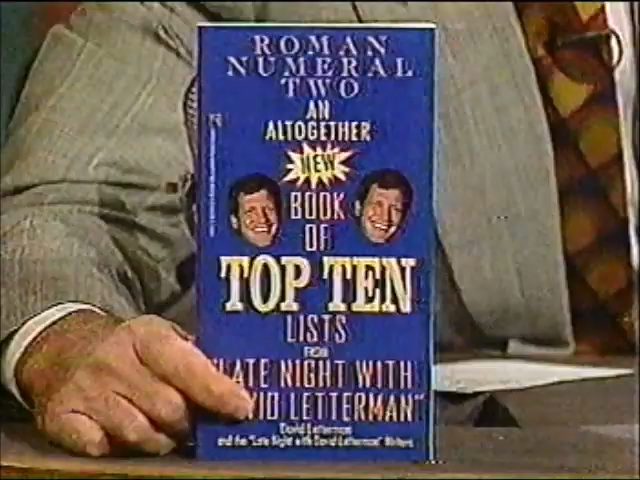 ROMAN
NUMERAL
TWO
AN
ALTOGETHER
NEW
BOOK
OF
TOP TEN
LISTS
FROM
"LATE NIGHT WITH
VID LETTERMAN"
David Letterman
and the "Late Night with David Letterman" Writers